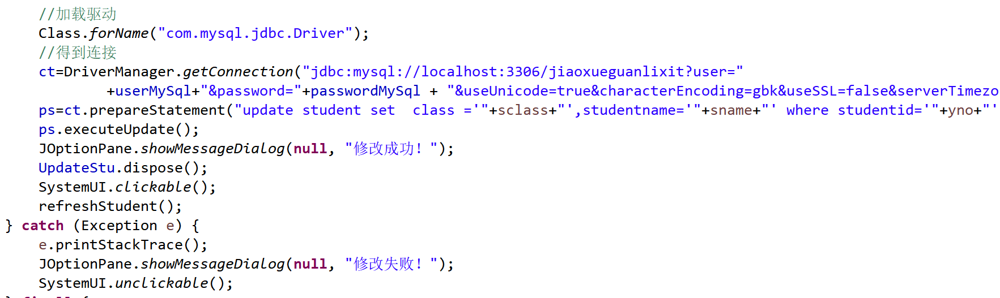 //加载驱动
Class.forName("com.mysql.jdbc.Driver");
//得到连接
ct=DriverManager.getConnection("jdbc:mysql://localhost:3306/jiaoxueguanlixit?user="
+userMySql+"&password="+passwordMySql + "&useUnicode=true&characterEncoding=gbk&useSSL=false&serverTimezo
ps=ct.prepareStatement("update student set  class ='"+sclass+"',studentname='"+sname+"' where studentid='"+yno+"'
ps.executeUpdate();
JOptionPane.showMessageDialog(null, "修改成功！");
UpdateStu.dispose();
SystemUI.clickable();
refreshStudent();
} catch (Exception e) {
e.printStackTrace();
JOptionPane.showMessageDialog(null, "修改失败！");
SystemUI.unclickable();